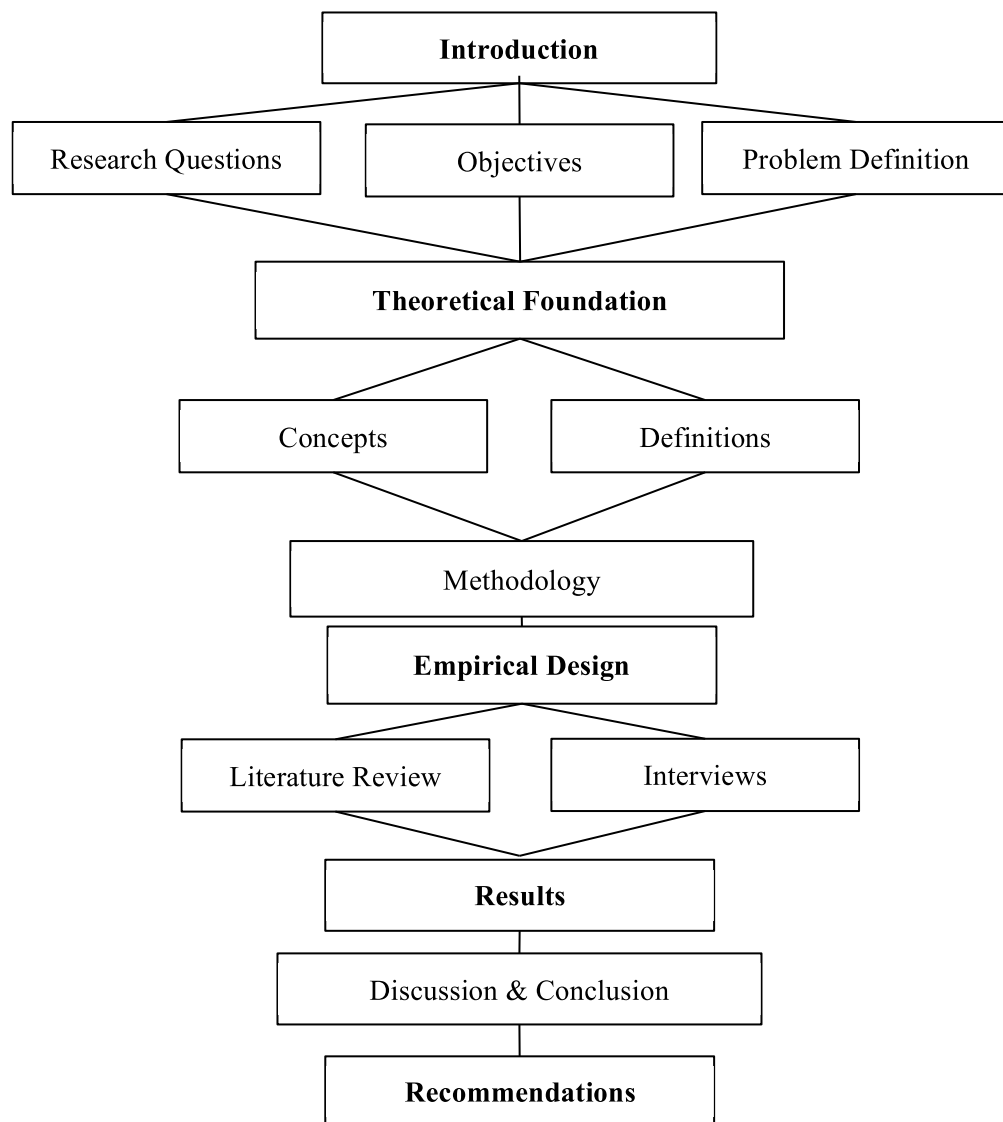 Introduction
Research Questions
Objectives
Problem Definition
Theoretical Foundation
Concepts
Definitions
Methodology
Empirical Design
Literature Review
Interviews
Results
Discussion & Conclusion
Recommendations